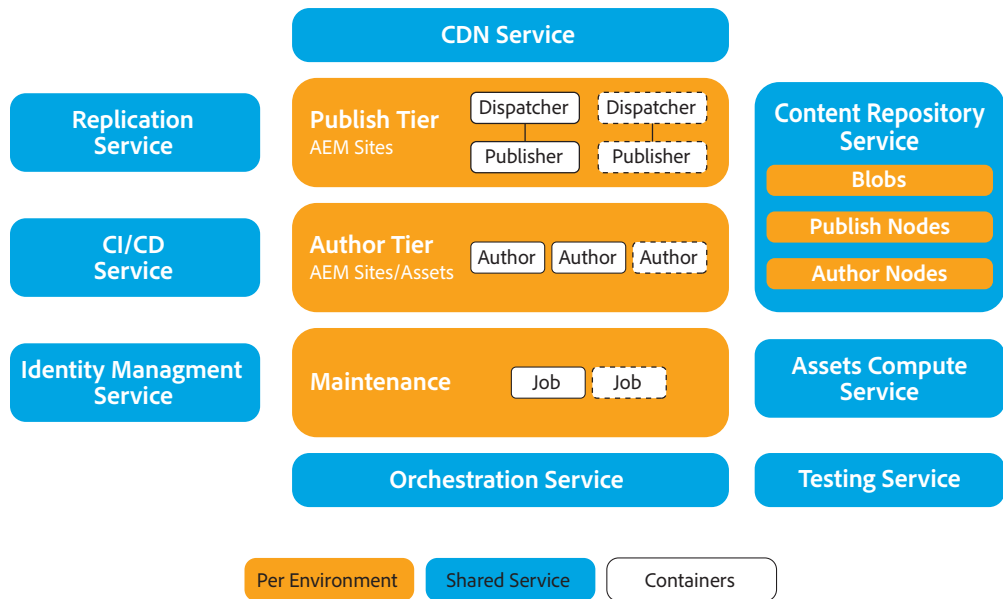 CDN Service
Replication
Service
CI/CD
Service
Identity Managment
Service
Publish Tier
AEM Sites
Dispatcher
Dispatcher
Publisher
Publisher
Author Tier
AEM Sites/Assets
Author
Author
Author
Maintenance
Job
Job
Orchestration Service
Content Repository
Service
Blobs
Publish Nodes
Author Nodes
Assets Compute
Service
Testing Service
Per Environment
Shared Service
Containers